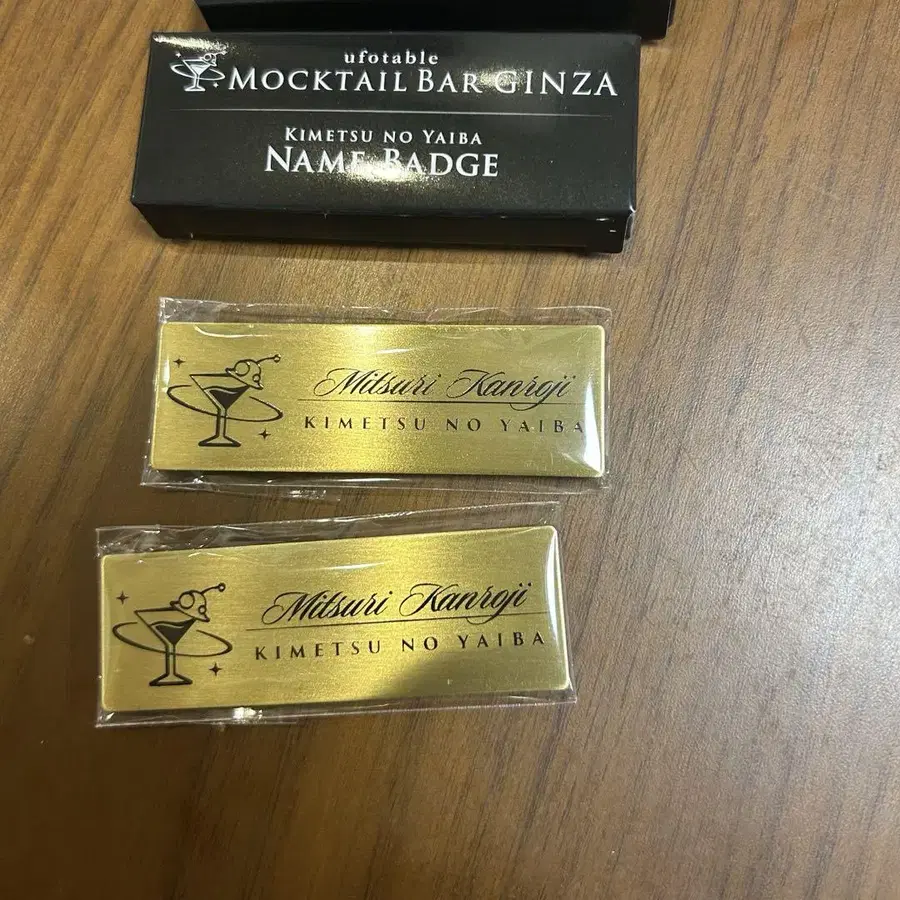 ufotable
MOCKTAIL BAR GINZA
KIMETSU NO YAIBA
NAME BADGE
Mitsuri Kanroji
KIMETSU NO YAIBA
Mitsuri Kanroji
KIMETSU NO YAIBA